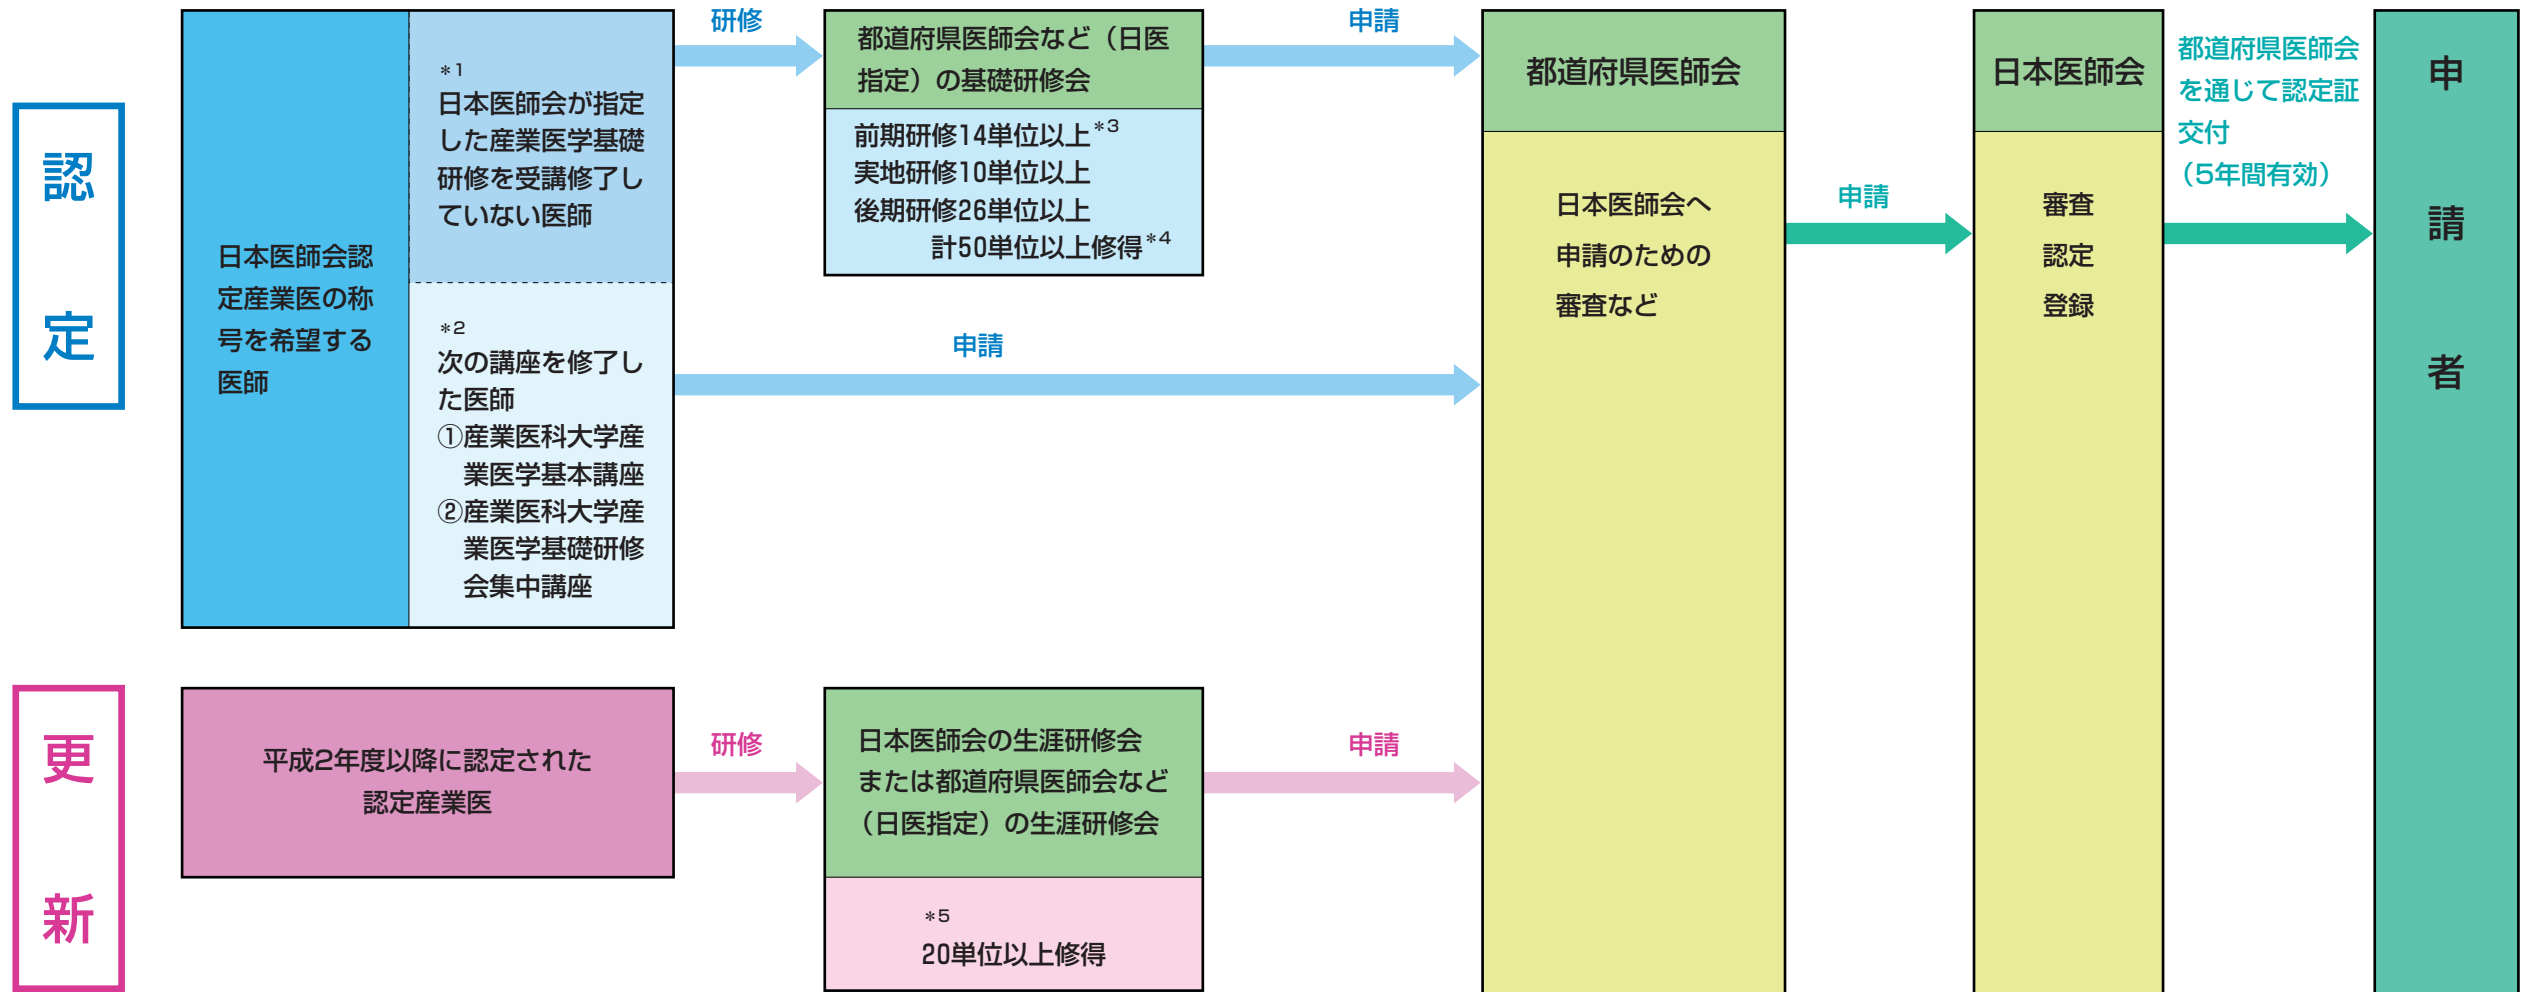 認定
日本医師会認
定産業医の称
号を希望する
医師
*1
日本医師会が指定
した産業医学基礎
研修を受講修了し
ていない医師
*2
次の講座を修了し
た医師
①産業医科大学産
業医学基本講座
②産業医科大学産
業医学基礎研修
会集中講座
研修
都道府県医師会など（日医
指定）の基礎研修会
前期研修14単位以上*3
実地研修10単位以上
後期研修26単位以上
計50単位以上修得*4
申請
申請
都道府県医師会
日本医師会へ
申請のための
審査など
申請
日本医師会
審査
認定
登録
都道府県医師会
を通じて認定証
交付
（5年間有効）
申請者
更新
平成2年度以降に認定された
認定産業医
研修
日本医師会の生涯研修会
または都道府県医師会など
（日医指定）の生涯研修会
*5
20単位以上修得
申請